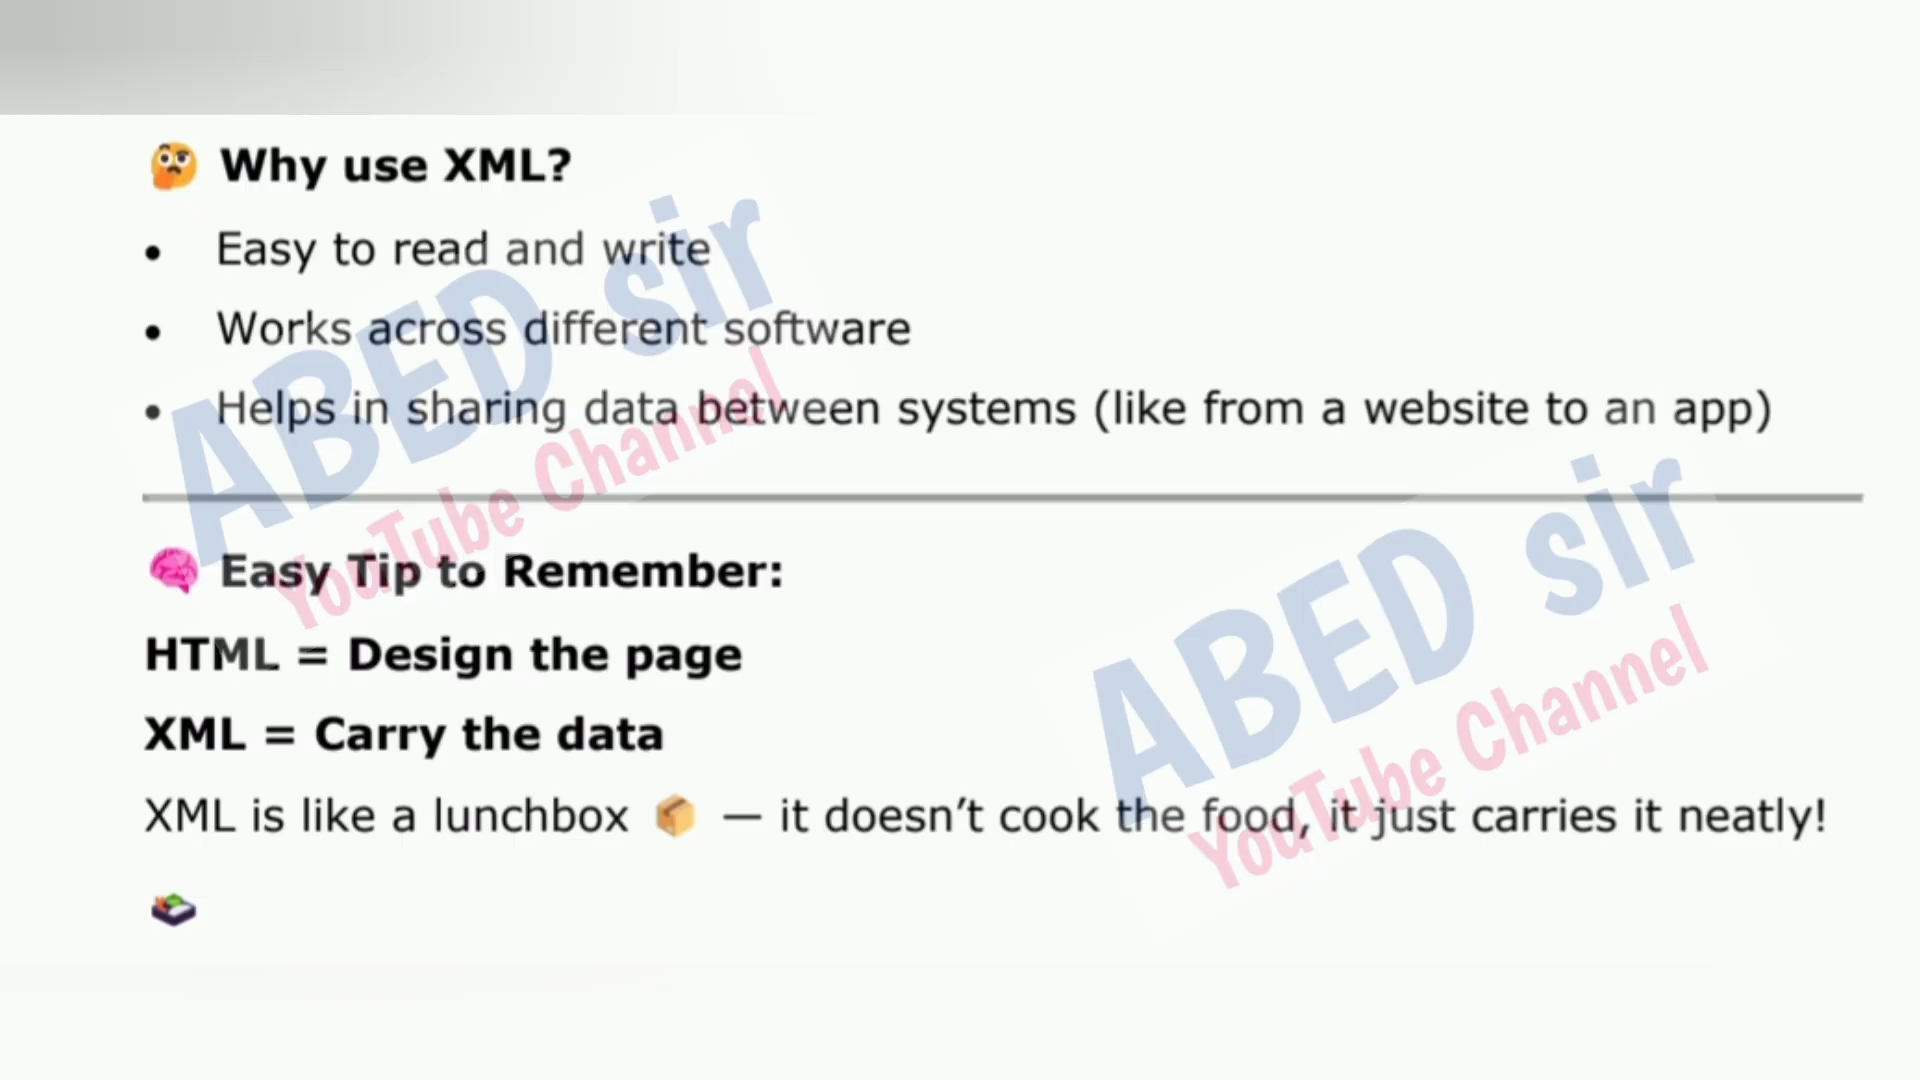 🤔 Why use XML?
• Easy to read and write
• Works across different software
• Helps in sharing data between systems (like from a website to an app)
🧠 Easy Tip to Remember:
HTML = Design the page
XML = Carry the data
XML is like a lunchbox 📦 — it doesn’t cook the food, it just carries it neatly!
🍱
ABED sir
YouTube Channel
ABED sir
YouTube Channel